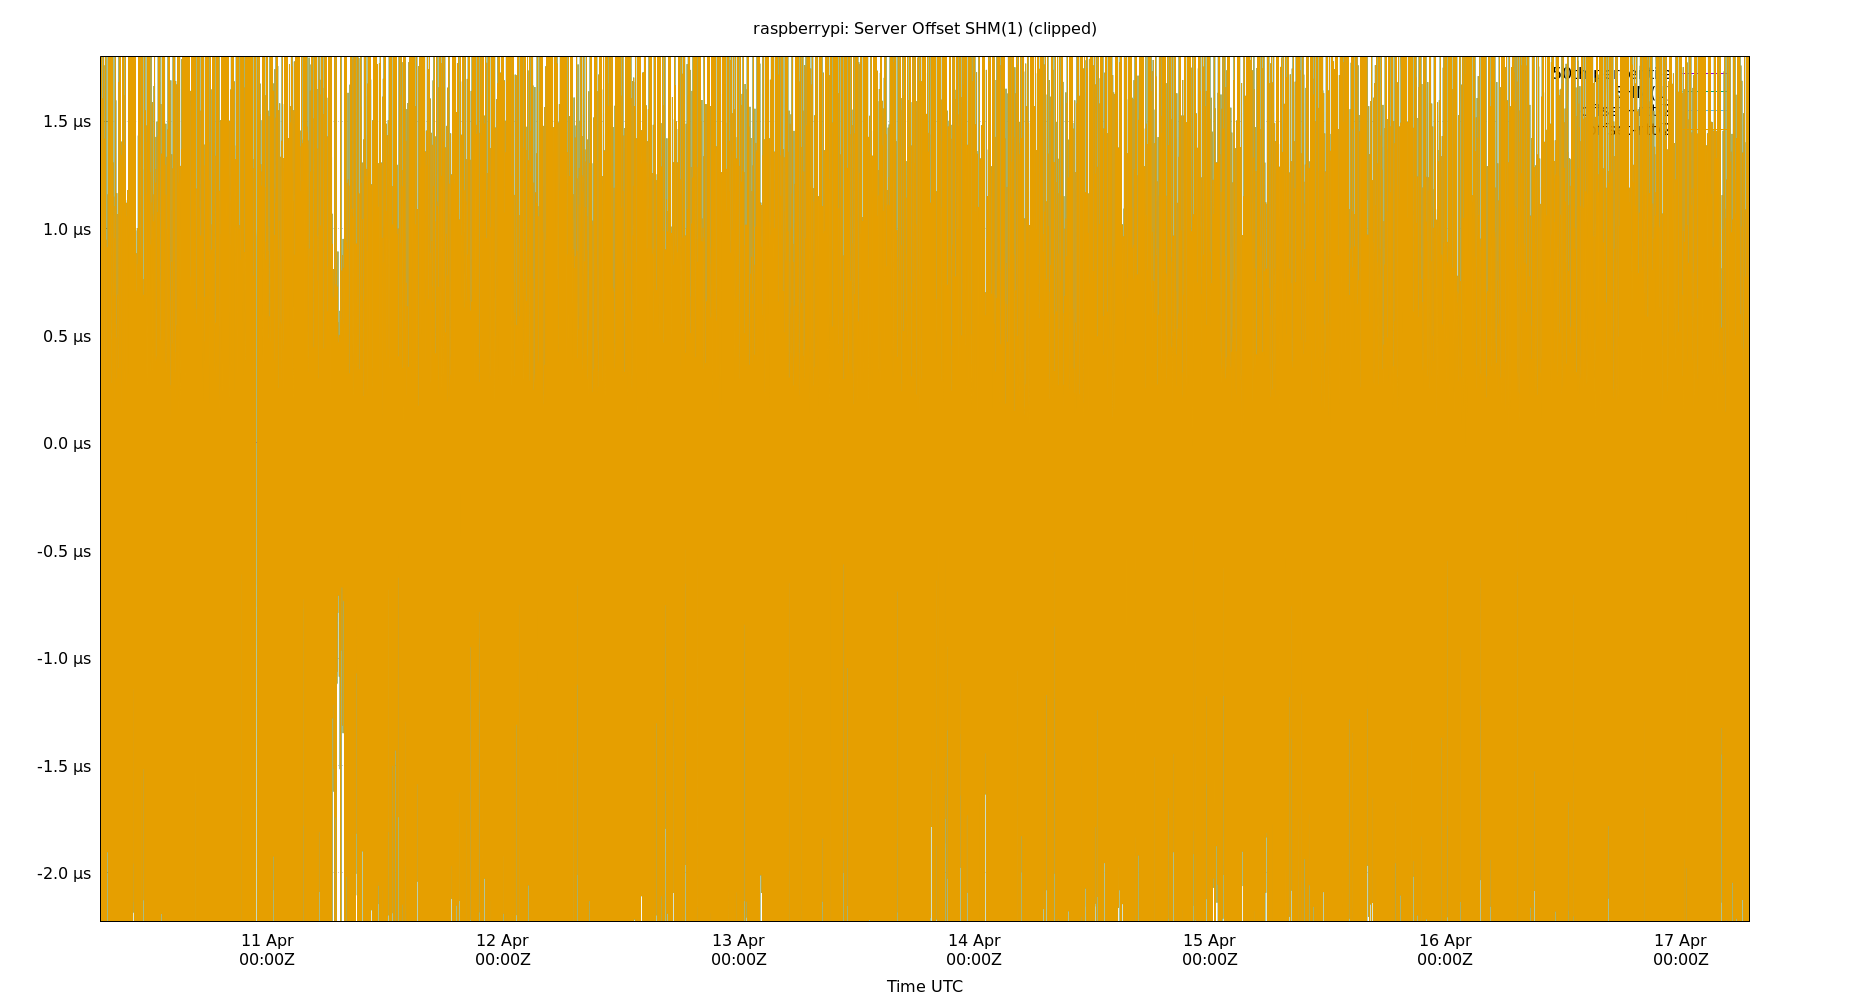 raspberrypi: Server Offset SHM(1) (clipped)
1.5 µs
1.0 µs
0.5 µs
0.0 µs
-0.5 µs
-1.0 µs
-1.5 µs
-2.0 µs
11 Apr 12 Apr 13 Apr 14 Apr 15 Apr 16 Apr 17 Apr
00:00Z 00:00Z 00:00Z 00:00Z 00:00Z 00:00Z 00:00Z
Time UTC